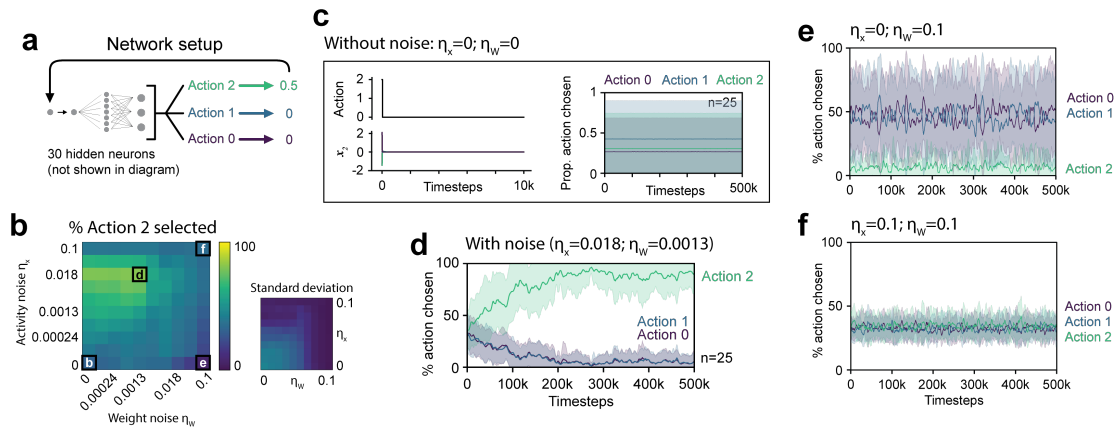 a
Network setup
Action 2
0.5
Action 1
0
Action 0
0
30 hidden neurons
(not shown in diagram)
b
% Action 2 selected
Activity noise ηx
0.1
0.018
0.0013
0.00024
0
f
d
b
e
0
0.00024
0.0013
0.018
0.1
Weight noise ηW
100
0
Standard deviation
0.1
ηx
0
0
ηW
0.1
c
Without noise: ηx=0; ηW=0
Action
2
1
0
x2
2
0
-2
0
10k
Timesteps
Action 0
Action 1
Action 2
Prop. action chosen
1
0.5
0
n=25
0
500k
Timesteps
d
With noise (ηx=0.018; ηW=0.0013)
% action chosen
100
50
0
Action 2
Action 1
Action 0
n=25
0
100k
200k
300k
400k
500k
Timesteps
e
ηx=0; ηW=0.1
% action chosen
100
50
0
Action 0
Action 1
Action 2
0
100k
200k
300k
400k
500k
f
ηx=0.1; ηW=0.1
% action chosen
100
50
0
Action 0
Action 1
Action 2
0
100k
200k
300k
400k
500k
Timesteps